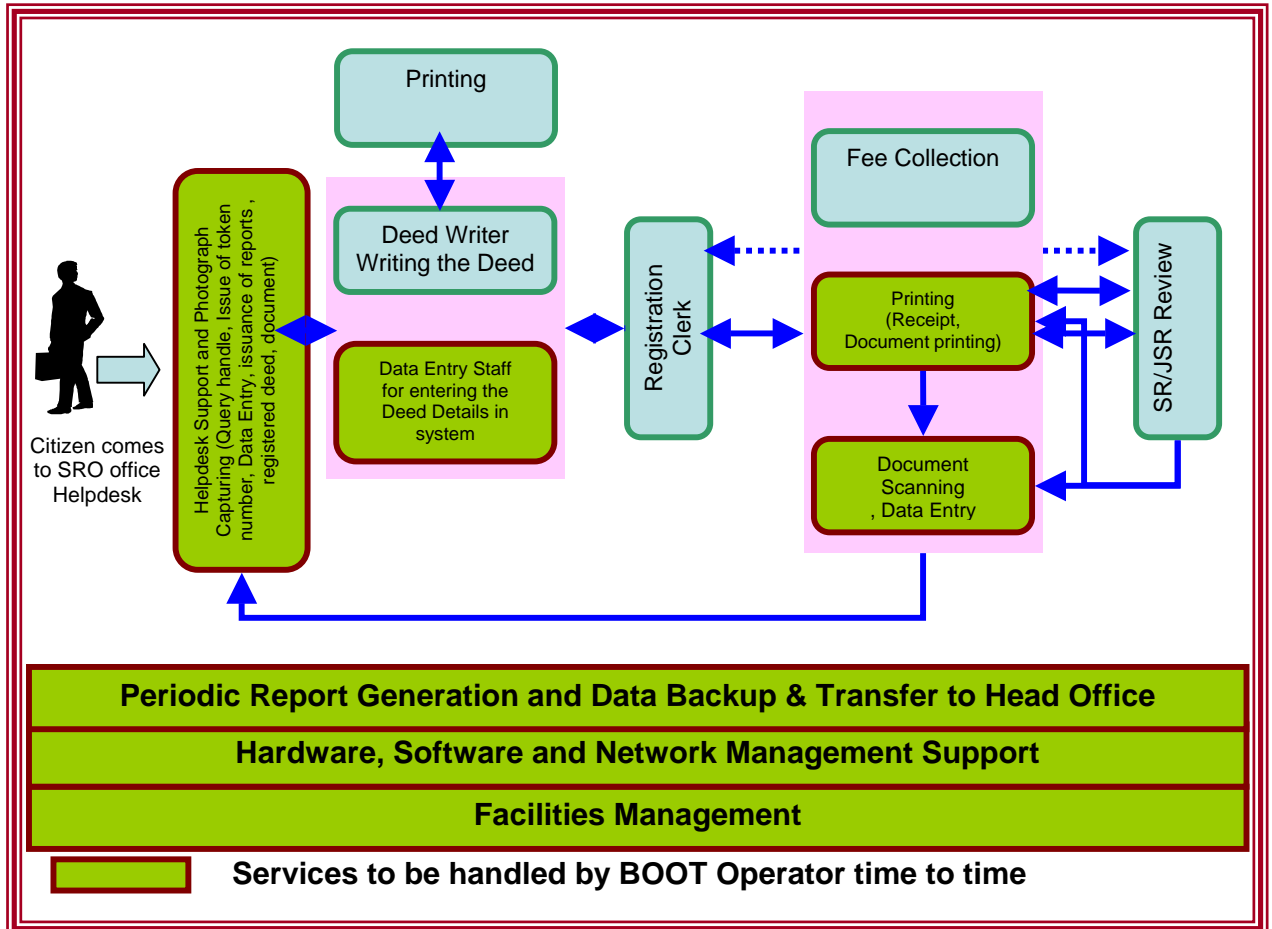 Printing
Fee Collection
Helpdesk Support and Photograph
Capturing (Query handle, Issue of token
number, Data Entry, issuance of reports ,
registered deed, document)
Deed Writer
Writing the Deed
Data Entry Staff
for entering the
Deed Details in
system
Registration
Clerk
Printing
(Receipt,
Document printing)
Document
Scanning
, Data Entry
SR/JSR Review
Citizen comes
to SRO office
Helpdesk
Periodic Report Generation and Data Backup & Transfer to Head Office
Hardware, Software and Network Management Support
Facilities Management
Services to be handled by BOOT Operator time to time